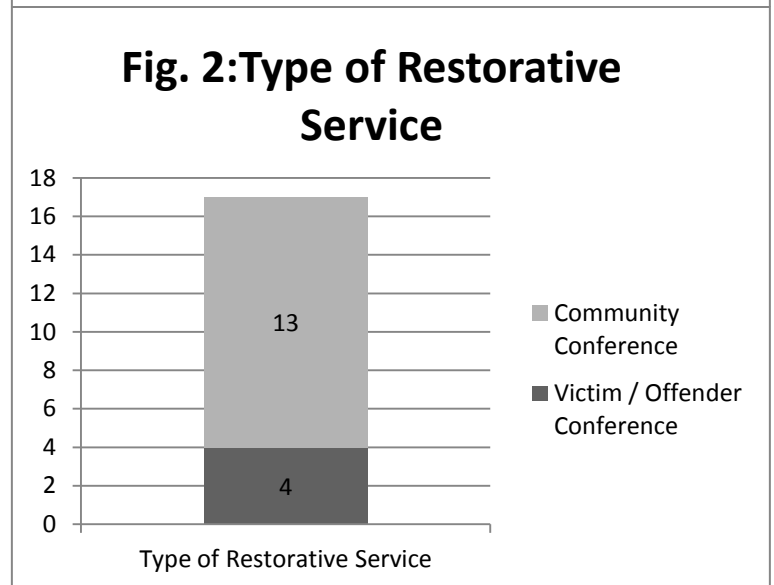 Fig. 2:Type of Restorative
Service
18
16
14
12
10
8
6
4
2
0
13
4
Type of Restorative Service
Community
Conference
Victim / Offender
Conference